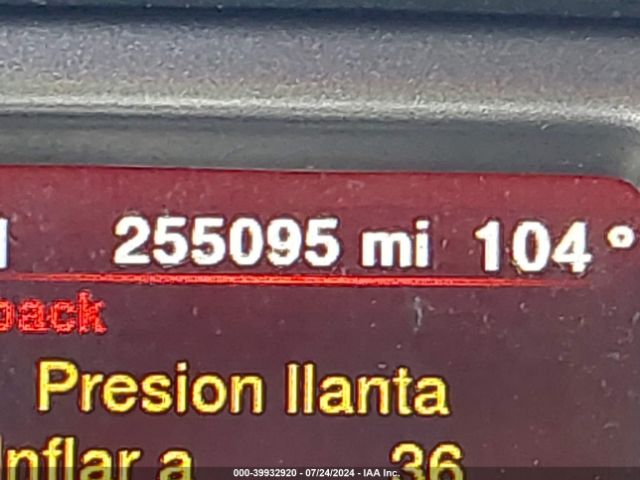 255095 mi 104°
back
Presion llanta
Inflar a 36
000-39932920 - 07/24/2024 - IAA Inc.